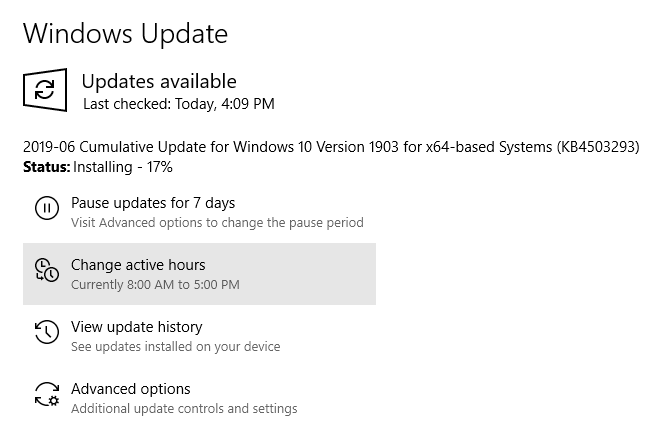 Windows Update
Updates available
Last checked: Today, 4:09 PM
2019-06 Cumulative Update for Windows 10 Version 1903 for x64-based Systems (KB4503293)
Status: Installing - 17%
Pause updates for 7 days
Visit Advanced options to change the pause period
Change active hours
Currently 8:00 AM to 5:00 PM
View update history
See updates installed on your device
Advanced options
Additional update controls and settings